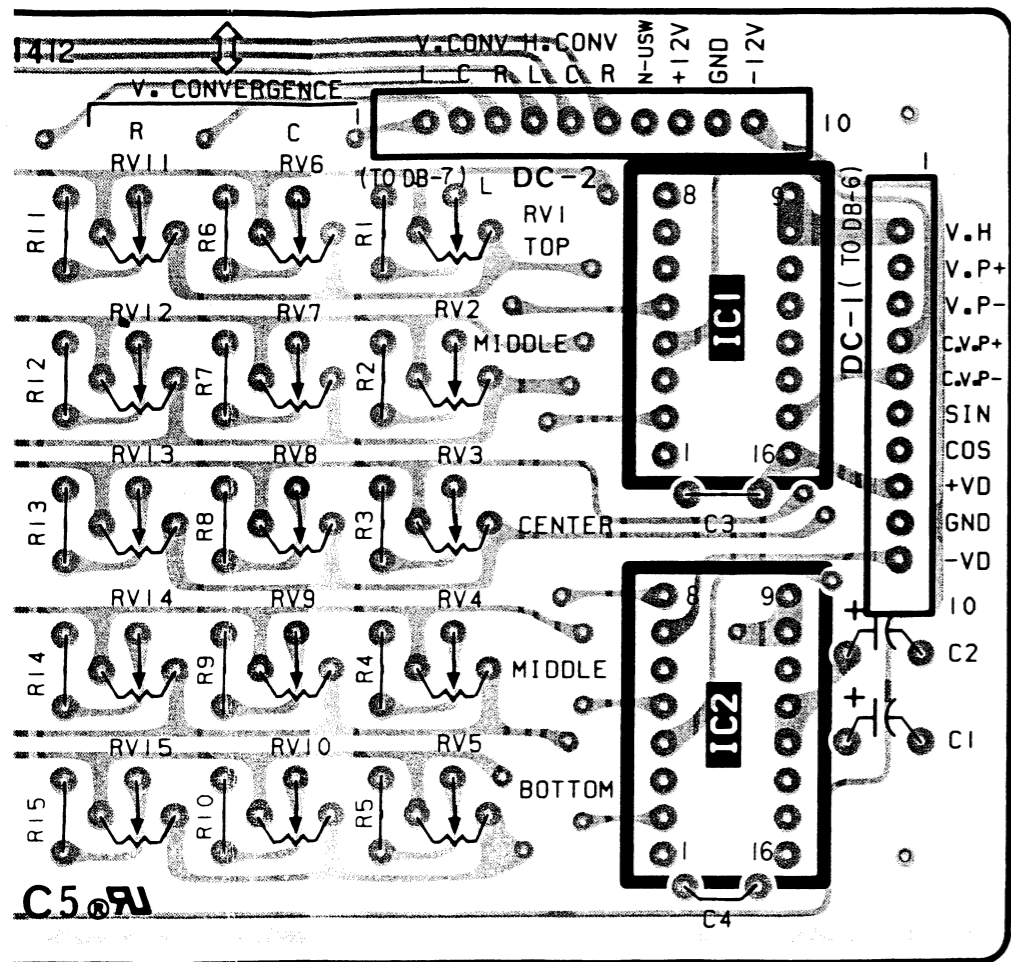 1412
V.CONV H.CONV
N-USW
+12V
GND
-12V
L C R L C R
V. CONVERGENCE
R C
10
RV11 RV6 (TO DB-7) L DC-2
1
R11 R6 R1 RV1
TOP
8 9
IC1
DC-1 (TO DB-6)
V.H
V.P+
V.P-
C.V.P+
C.V.P-
SIN
COS
+VD
GND
-VD
10
RV12 RV7 RV2
MIDDLE
R12 R7 R2
RV13 RV8 RV3
1 16
R13 R8 R3 CENTER C3
RV14 RV9 RV4
8 9
R14 R9 R4 MIDDLE
IC2
+ C2
+ C1
RV15 RV10 RV5
R15 R10 R5 BOTTOM
1 16
C5®
C4